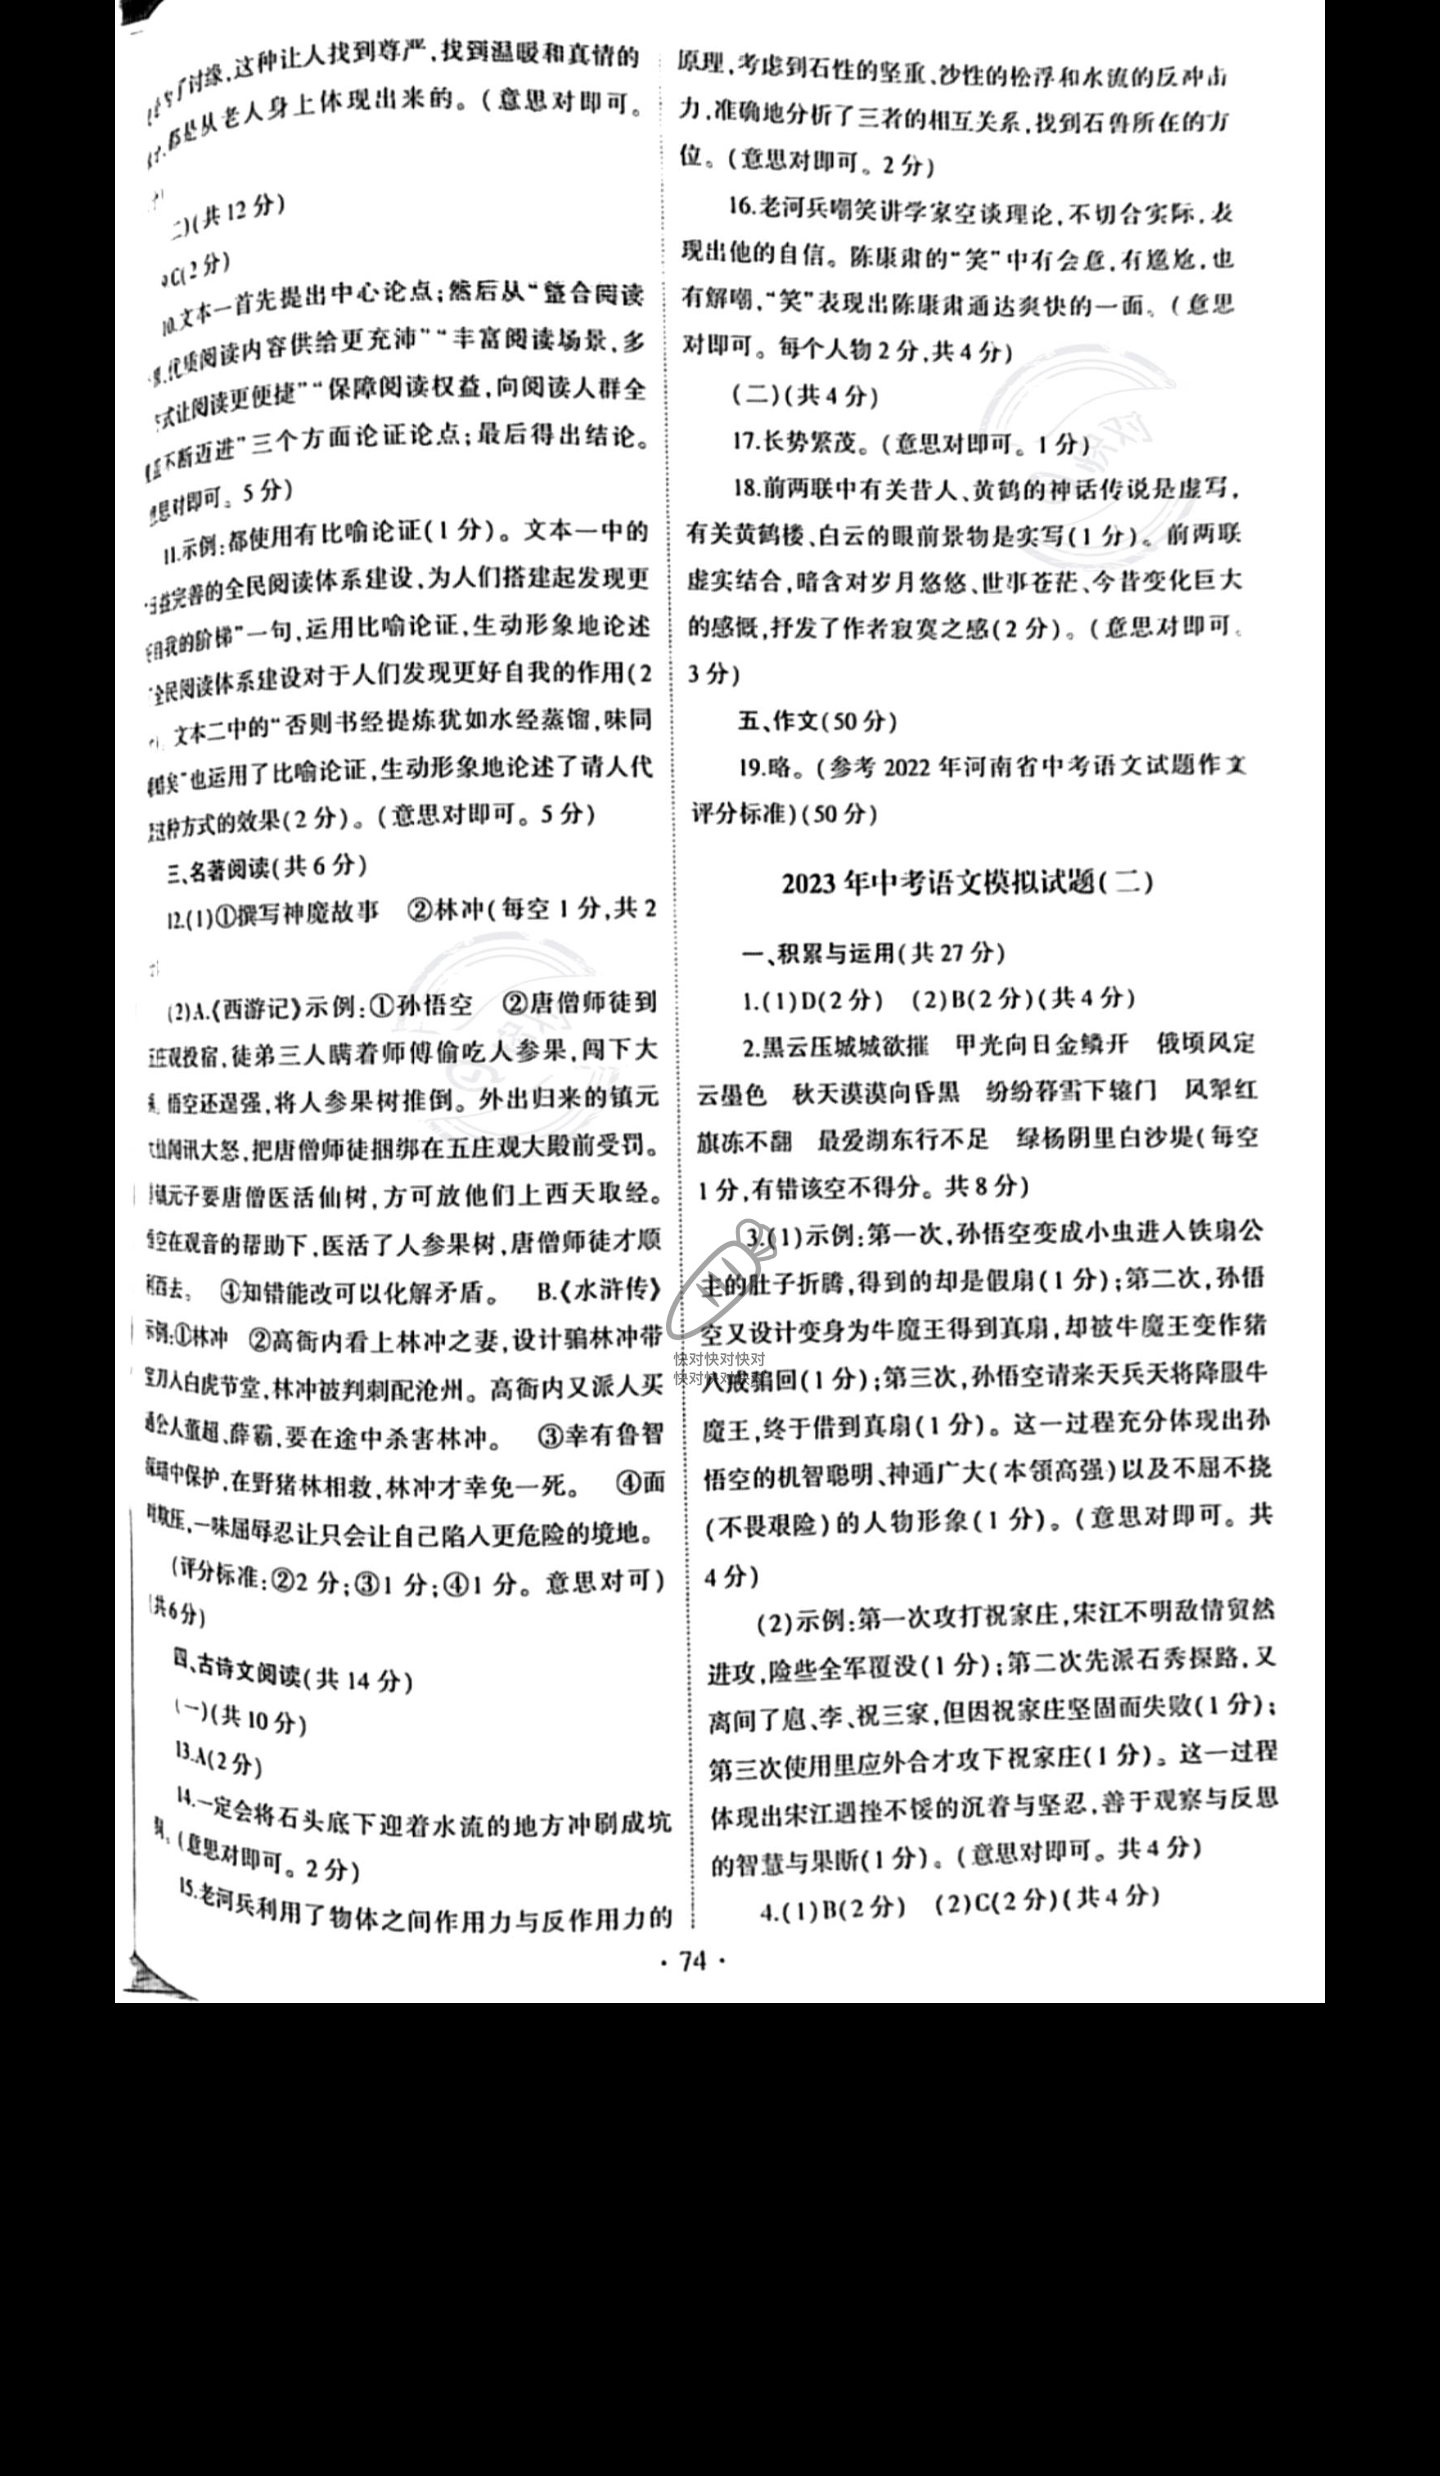 了讨缘,这种让人找到尊严,找到温暖和真情的
都是从老人身上体现出来的。(意思对即可。
二)(共12分)
9C(2分)
10.文本一首先提出中心论点;然后从“整合阅读
优质阅读内容供给更充沛”“丰富阅读场景,多
式让阅读更便捷”“保障阅读权益,向阅读人群全
不断迈进”三个方面论证论点;最后得出结论。
思对即可。5分)
11.示例:都使用有比喻论证(1分)。文本一中的
益完善的全民阅读体系建设,为人们搭建起发现更
自我的阶梯”一句,运用比喻论证,生动形象地论述
全民阅读体系建设对于人们发现更好自我的作用(2
文本二中的“否则书经提炼犹如水经蒸馏,味同
矣”也运用了比喻论证,生动形象地论述了请人代
这种方式的效果(2分)。(意思对即可。5分)
三、名著阅读(共6分)
12.(1)①撰写神魔故事 ②林冲(每空1分,共2
(2)A.《西游记》示例:①孙悟空 ②唐僧师徒到
五庄观投宿,徒弟三人瞒着师傅偷吃人参果,闯下大
悟空还逞强,将人参果树推倒。外出归来的镇元
大仙闻讯大怒,把唐僧师徒捆绑在五庄观大殿前受罚。
镇元子要唐僧医活仙树,方可放他们上西天取经。
悟空在观音的帮助下,医活了人参果树,唐僧师徒才顺
利西去。 ④知错能改可以化解矛盾。 B.《水浒传》
示例:①林冲 ②高衙内看上林冲之妻,设计骗林冲带
宝刀入白虎节堂,林冲被判刺配沧州。高衙内又派人买
通公人董超、薛霸,要在途中杀害林冲。 ③幸有鲁智
深暗中保护,在野猪林相救,林冲才幸免一死。 ④面
对欺压,一味屈辱忍让只会让自己陷入更危险的境地。
(评分标准:②2分;③1分;④1分。意思对可)
(共6分)
四、古诗文阅读(共14分)
(一)(共10分)
13.A(2分)
14.一定会将石头底下迎着水流的地方冲刷成坑
(意思对即可。2分)
15.老河兵利用了物体之间作用力与反作用力的
原理,考虑到石性的坚重、沙性的松浮和水流的反冲击
力,准确地分析了三者的相互关系,找到石兽所在的方
位。(意思对即可。2分)
16.老河兵嘲笑讲学家空谈理论,不切合实际,表
现出他的自信。陈康肃的“笑”中有会意,有尴尬,也
有解嘲,“笑”表现出陈康肃通达爽快的一面。(意思
对即可。每个人物2分,共4分)
(二)(共4分)
17.长势繁茂。(意思对即可。1分)
18.前两联中有关昔人、黄鹤的神话传说是虚写,
有关黄鹤楼、白云的眼前景物是实写(1分)。前两联
虚实结合,暗含对岁月悠悠、世事苍茫、今昔变化巨大
的感慨,抒发了作者寂寞之感(2分)。(意思对即可。
3分)
五、作文(50分)
19.略。(参考2022年河南省中考语文试题作文
评分标准)(50分)
2023年中考语文模拟试题(二)
一、积累与运用(共27分)
1.(1)D(2分) (2)B(2分)(共4分)
2.黑云压城城欲摧 甲光向日金鳞开 俄顷风定
云墨色 秋天漠漠向昏黑 纷纷暮雪下辕门 风掣红
旗冻不翻 最爱湖东行不足 绿杨阴里白沙堤(每空
1分,有错该空不得分。共8分)
3.(1)示例:第一次,孙悟空变成小虫进入铁扇公
主的肚子折腾,得到的却是假扇(1分);第二次,孙悟
空又设计变身为牛魔王得到真扇,却被牛魔王变作猪
八戒骗回(1分);第三次,孙悟空请来天兵天将降服牛
魔王,终于借到真扇(1分)。这一过程充分体现出孙
悟空的机智聪明、神通广大(本领高强)以及不屈不挠
(不畏艰险)的人物形象(1分)。(意思对即可。共
4分)
(2)示例:第一次攻打祝家庄,宋江不明敌情贸然
进攻,险些全军覆没(1分);第二次先派石秀探路,又
离间了扈、李、祝三家,但因祝家庄坚固而失败(1分);
第三次使用里应外合才攻下祝家庄(1分)。这一过程
体现出宋江遇挫不馁的沉着与坚忍,善于观察与反思
的智慧与果断(1分)。(意思对即可。共4分)
4.(1)B(2分) (2)C(2分)(共4分)
快对快对快对
快对快对快对
·74·